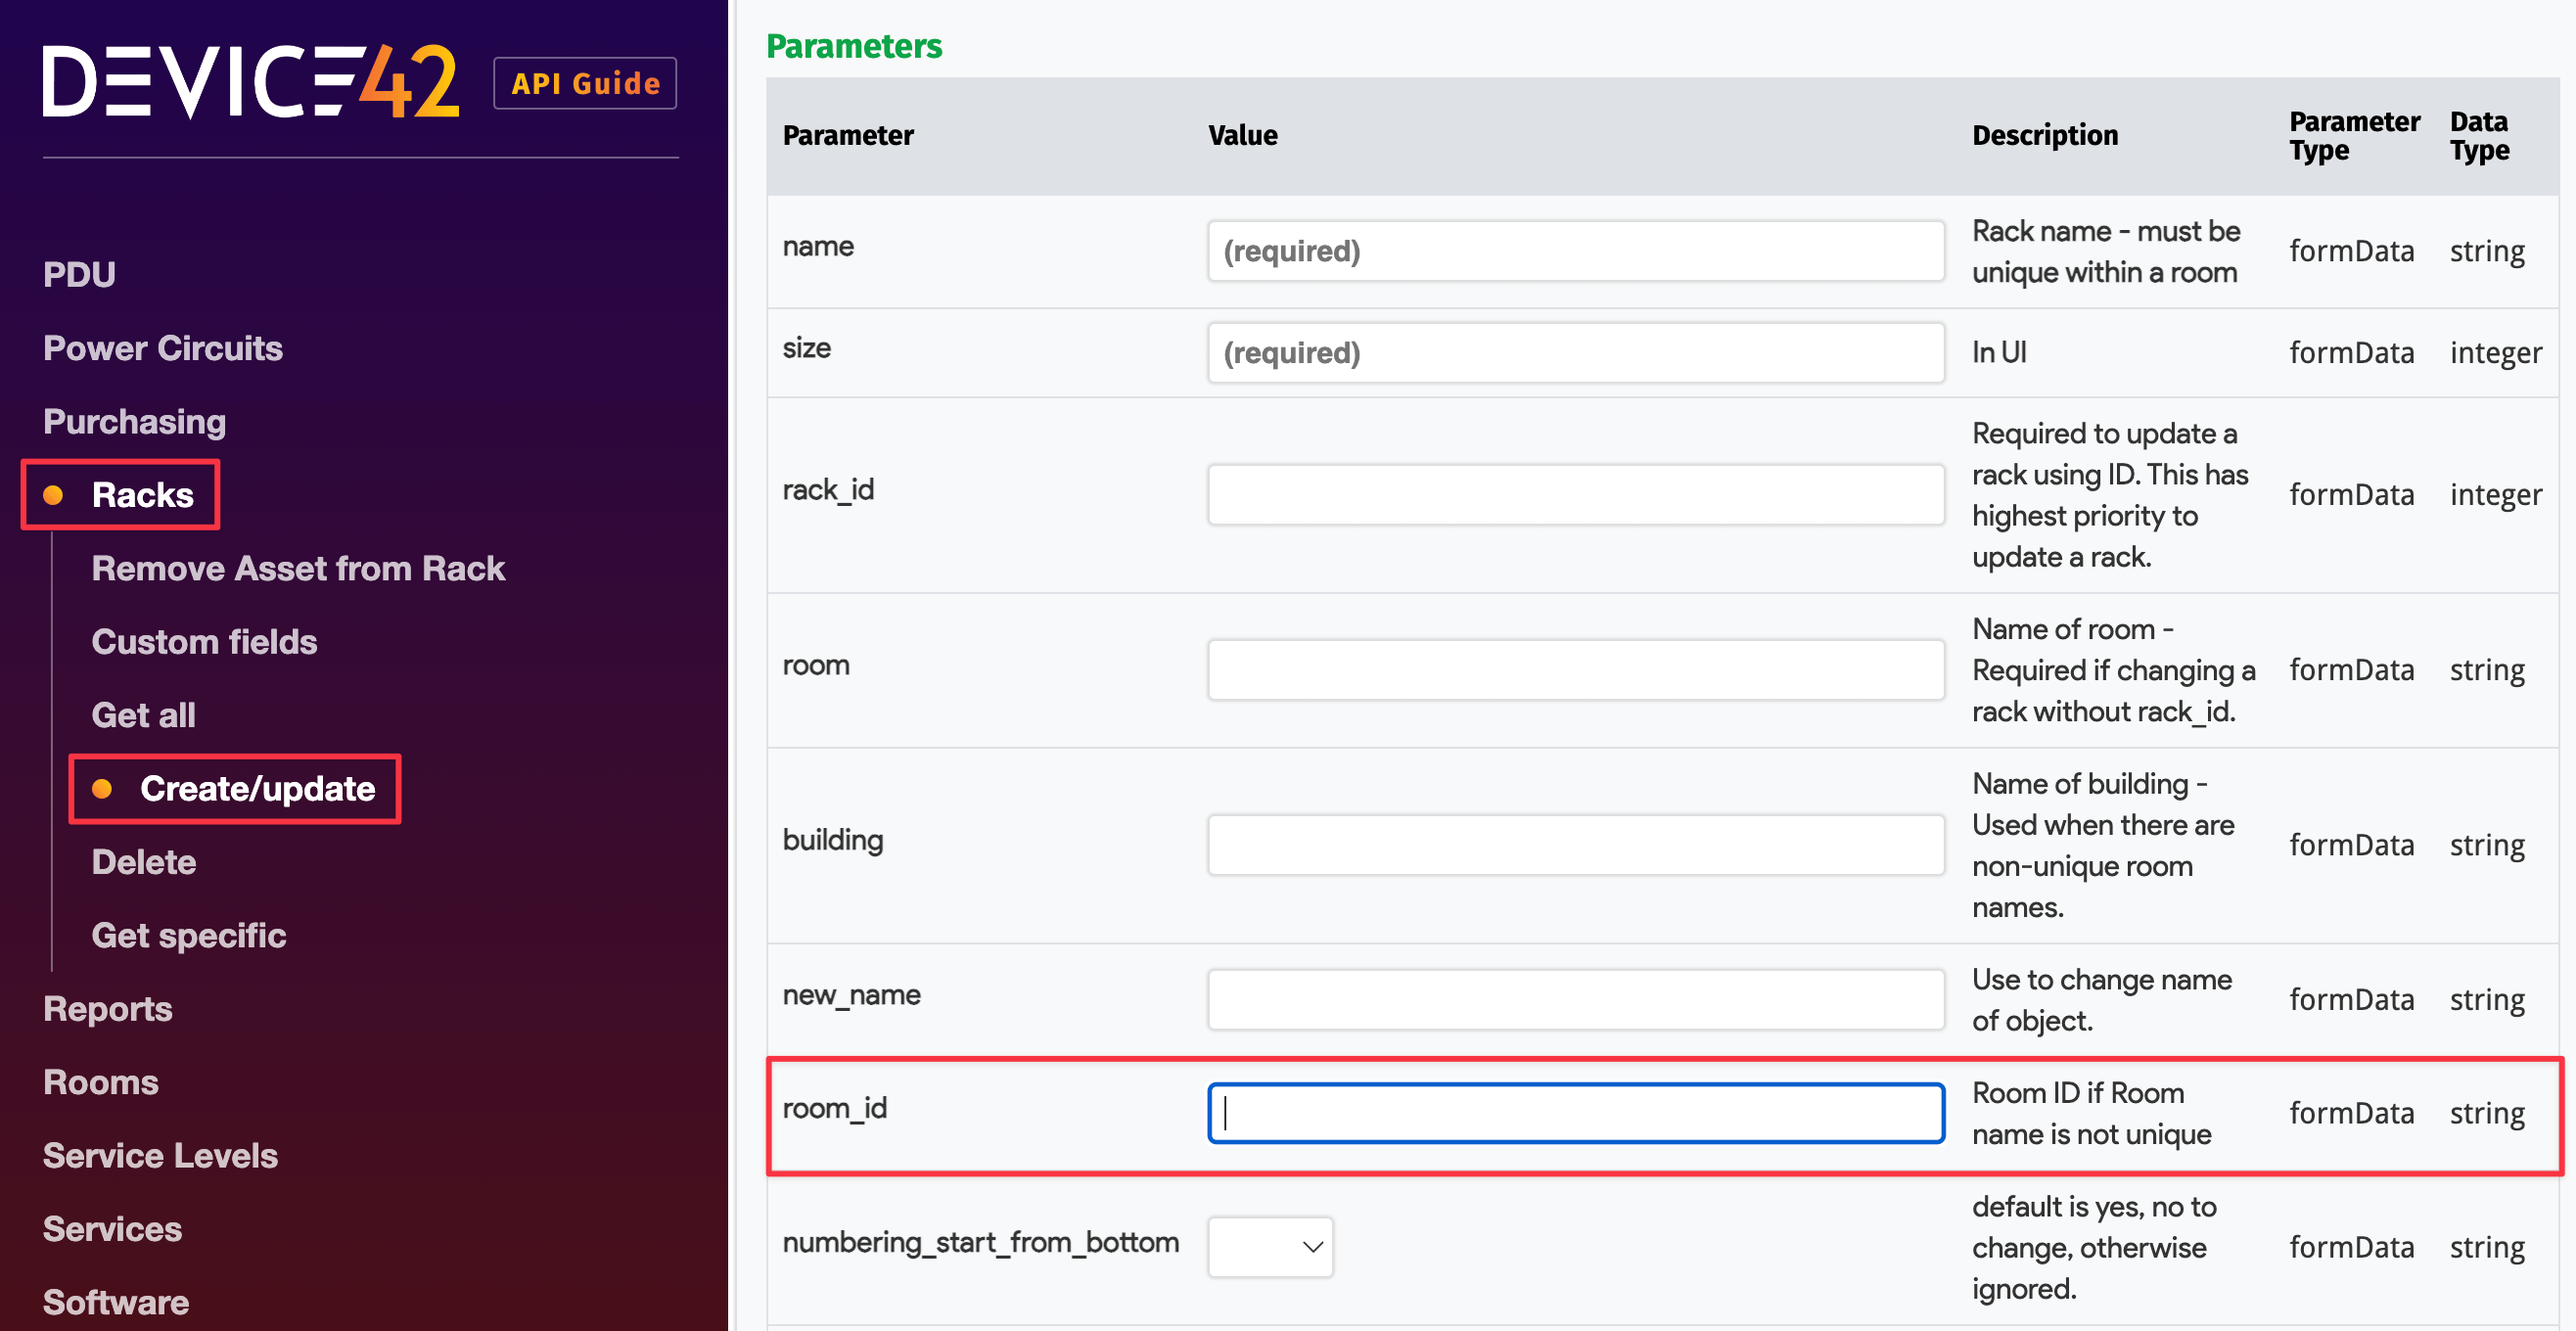 DEVICE42 API Guide
PDU
Power Circuits
Purchasing
Racks
Remove Asset from Rack
Custom fields
Get all
Create/update
Delete
Get specific
Reports
Rooms
Service Levels
Services
Software
Parameters
Parameter Value Description Parameter Type Data Type
name (required) Rack name - must be
unique within a room formData string
size (required) In UI formData integer
rack_id Required to update a
rack using ID. This has
highest priority to
update a rack. formData integer
room Name of room -
Required if changing a
rack without rack_id. formData string
building Name of building -
Used when there are
non-unique room
names. formData string
new_name Use to change name
of object. formData string
room_id Room ID if Room
name is not unique formData string
numbering_start_from_bottom default is yes, no to
change, otherwise
ignored. formData string